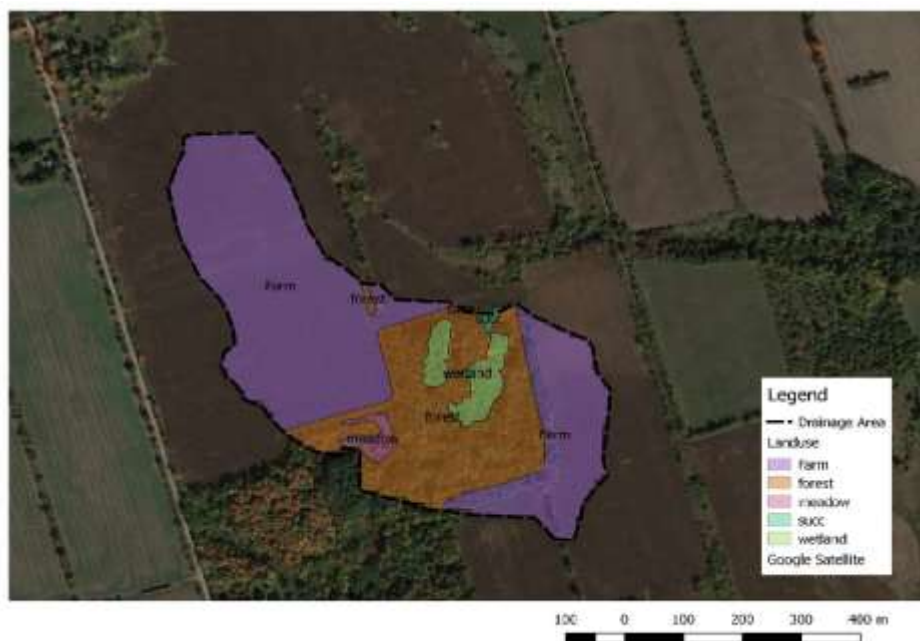 Farm
forest
wetland
forest
meadow
Farm
Legend
Drainage Area
Landuse
Farm
forest
meadow
succ
wetland
Google Satellite
100 0 100 200 300 400 m